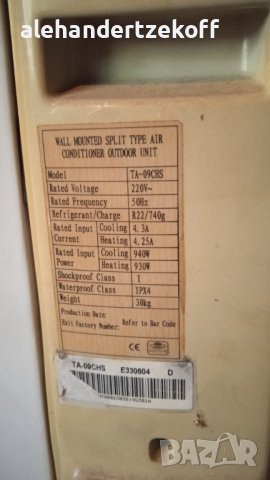 alehandertzekoff
WALL MOUNTED SPLIT TYPE AIR
CONDITIONER OUTDOOR UNIT
Model TA-09CHS
Rated Voltage 220V~
Rated Frequency 50Hz
Refrigerant/Charge R22/740g
Rated Input Current Cooling 4.3A
Heating 4.25A
Rated Input Power Cooling 940W
Heating 930W
Shockproof Class 1
Waterproof Class IPX4
Weight 30kg
Production Date:
Unit Factory Number: Refer to Bar Code
CE
TA-09CHS E330604 D
BAZAR